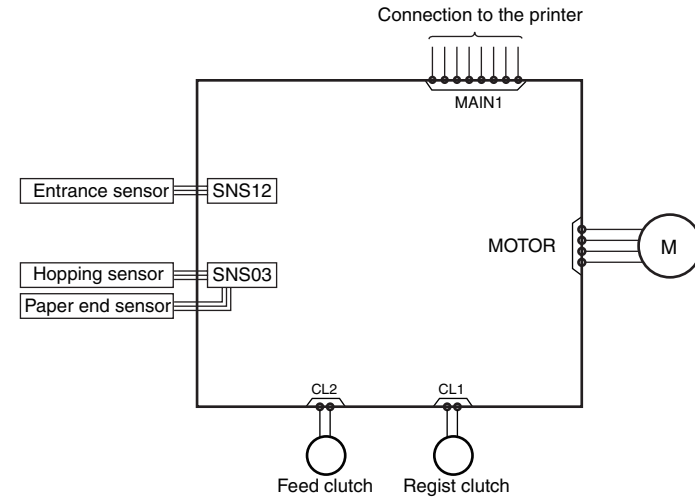 Connection to the printer
MAIN1
Entrance sensor
SNS12
MOTOR
M
Hopping sensor
SNS03
Paper end sensor
CL2
CL1
Feed clutch
Regist clutch